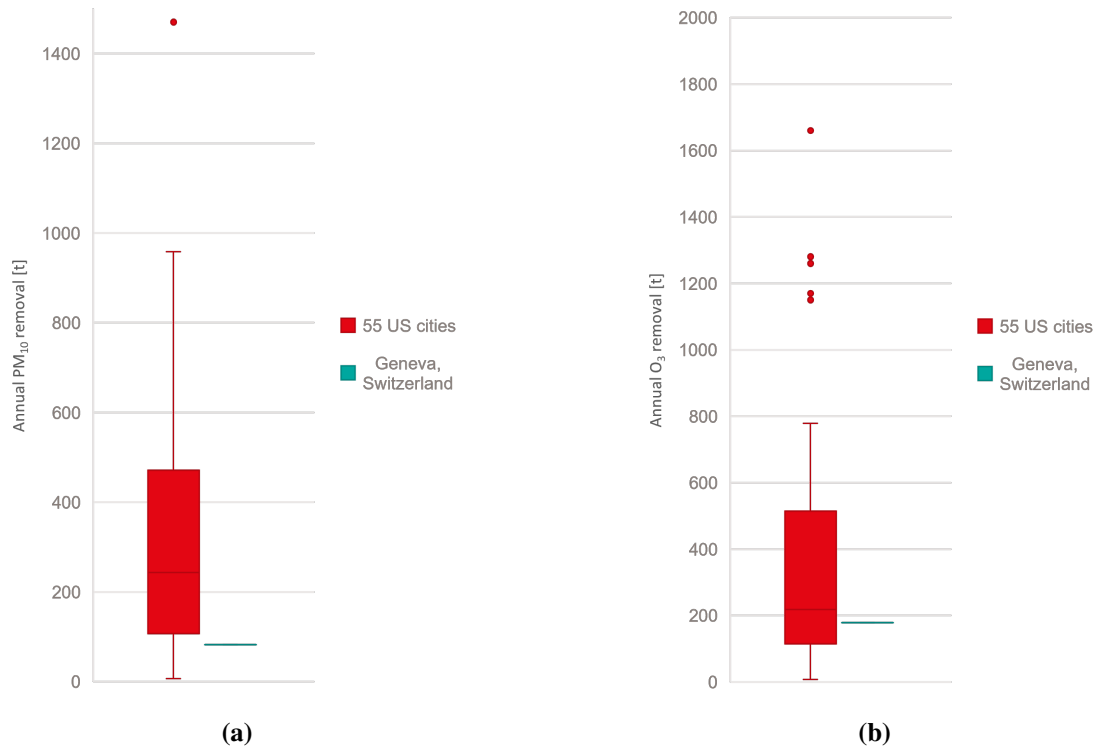 1400
1200
1000
800
600
400
200
0
Annual PM₁₀ removal [t]
55 US cities
Geneva,
Switzerland
(a)
2000
1800
1600
1400
1200
1000
800
600
400
200
0
Annual O₃ removal [t]
55 US cities
Geneva,
Switzerland
(b)